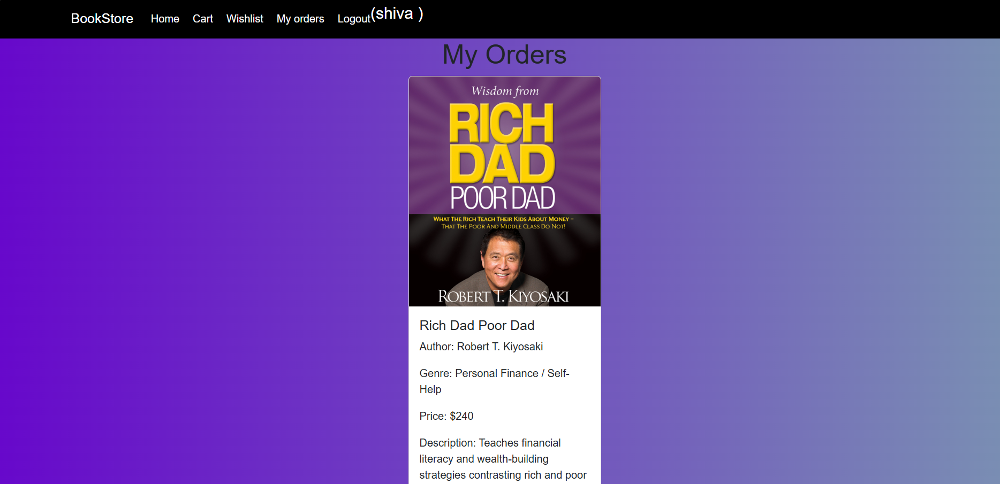 BookStore Home Cart Wishlist My orders Logout(shiva )
My Orders
Wisdom from
RICH
DAD
POOR DAD
WHAT THE RICH TEACH THEIR KIDS ABOUT MONEY –
THAT THE POOR AND MIDDLE CLASS DO NOT!
ROBERT T. KIYOSAKI
Rich Dad Poor Dad
Author: Robert T. Kiyosaki
Genre: Personal Finance / Self-
Help
Price: $240
Description: Teaches financial
literacy and wealth-building
strategies contrasting rich and poor